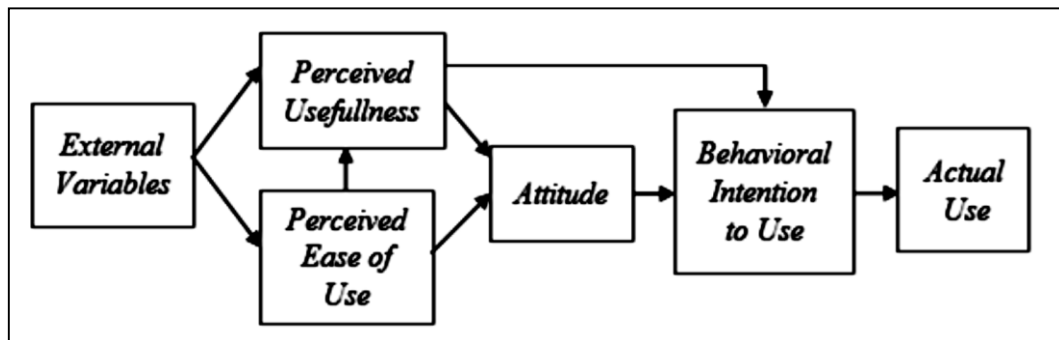 External
Variables
Perceived
Usefullness
Perceived
Ease of
Use
Attitude
Behavioral
Intention
to Use
Actual
Use